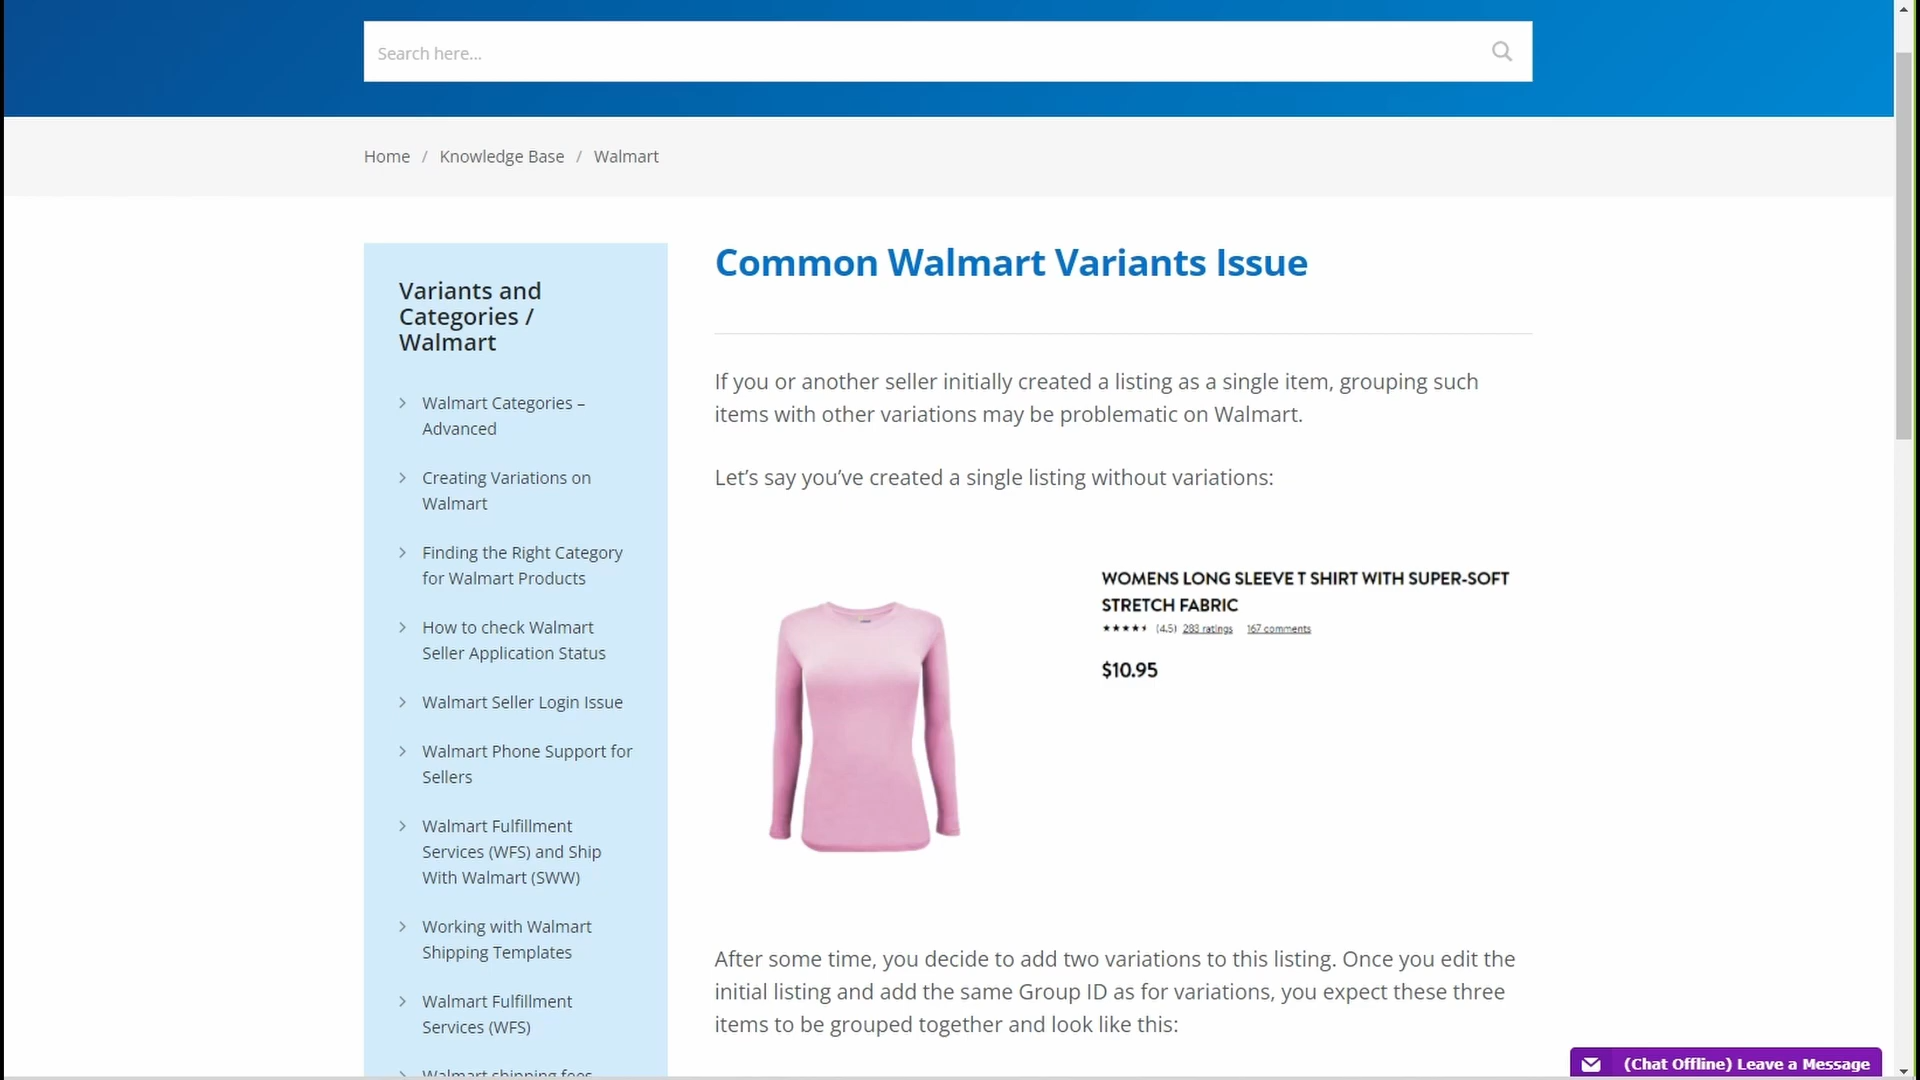 Search here...
Home / Knowledge Base / Walmart
Variants and
Categories /
Walmart
Walmart Categories –
Advanced
Creating Variations on
Walmart
Finding the Right Category
for Walmart Products
How to check Walmart
Seller Application Status
Walmart Seller Login Issue
Walmart Phone Support for
Sellers
Walmart Fulfillment
Services (WFS) and Ship
With Walmart (SWW)
Working with Walmart
Shipping Templates
Walmart Fulfillment
Services (WFS)
Walmart shipping fees
Common Walmart Variants Issue
If you or another seller initially created a listing as a single item, grouping such
items with other variations may be problematic on Walmart.
Let’s say you’ve created a single listing without variations:
WOMENS LONG SLEEVE T SHIRT WITH SUPER-SOFT
STRETCH FABRIC
(4.5) 283 ratings 167 comments
$10.95
After some time, you decide to add two variations to this listing. Once you edit the
initial listing and add the same Group ID as for variations, you expect these three
items to be grouped together and look like this:
(Chat Offline) Leave a Message